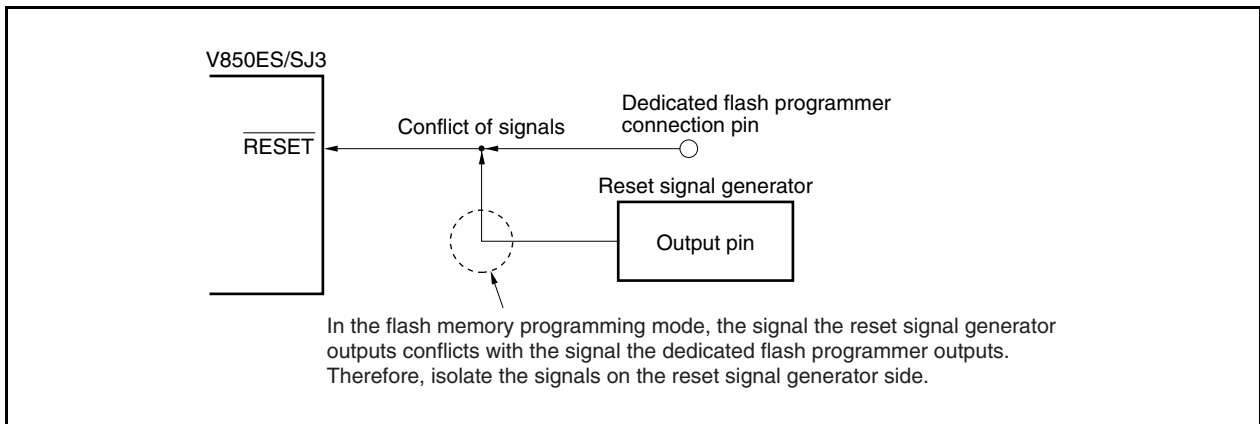 V850ES/SJ3
Dedicated flash programmer
connection pin
Conflict of signals
RESET
Reset signal generator
Output pin
In the flash memory programming mode, the signal the reset signal generator
outputs conflicts with the signal the dedicated flash programmer outputs.
Therefore, isolate the signals on the reset signal generator side.